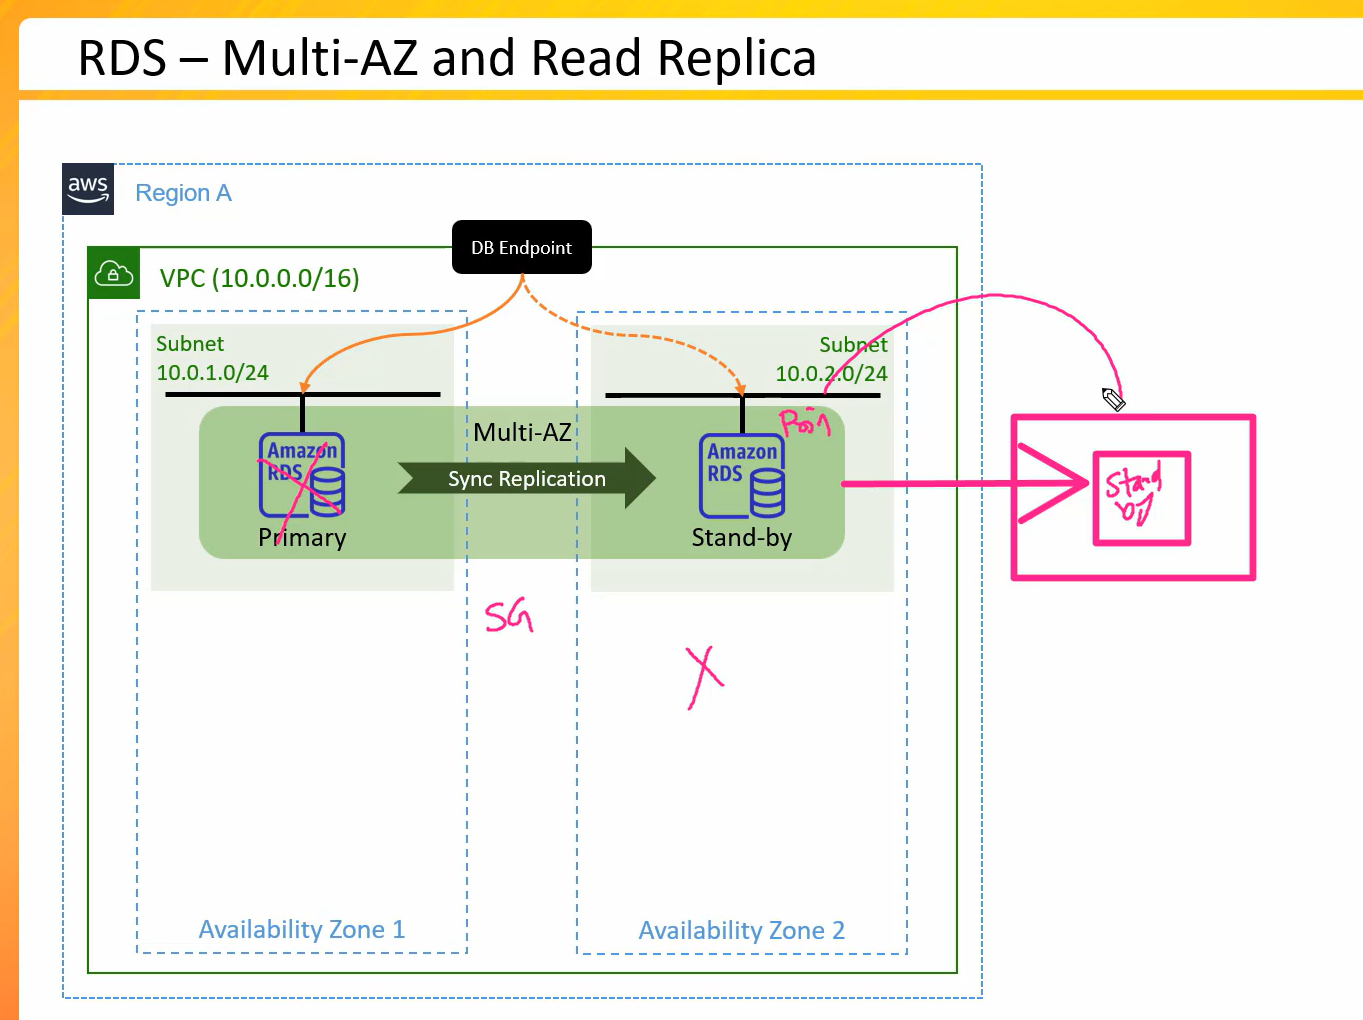 RDS – Multi-AZ and Read Replica
aws
Region A
DB Endpoint
VPC (10.0.0.0/16)
Subnet
10.0.1.0/24
Subnet
10.0.2.0/24
Multi-AZ
Amazon
RDS
Sync Replication
Amazon
RDS
Primary
Stand-by
Stand
by
SG
X
Availability Zone 1
Availability Zone 2